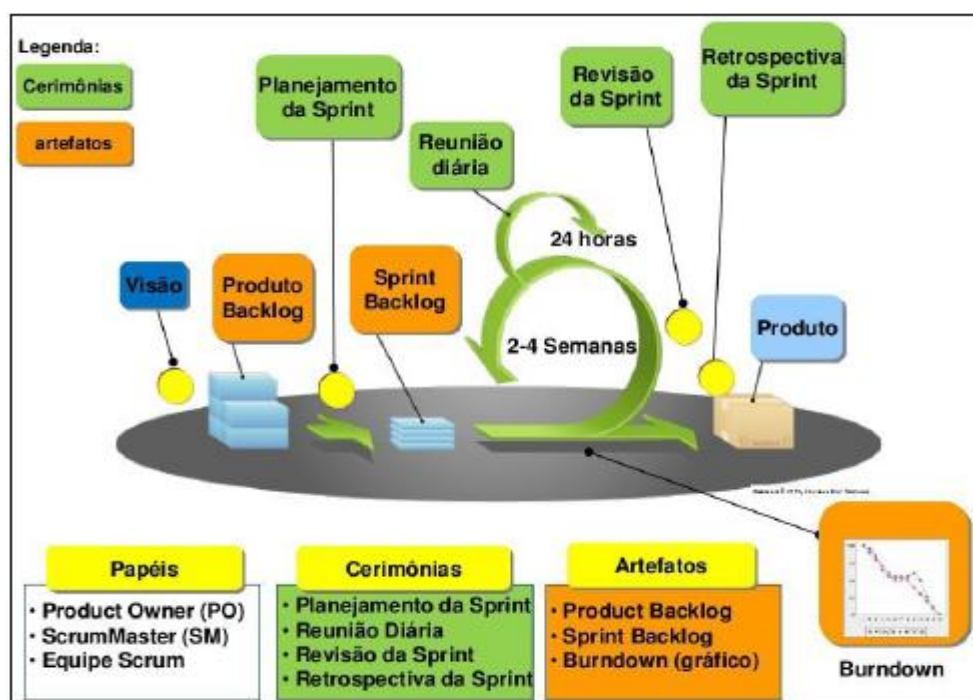 Legenda:
Cerimônias
artefatos
Planejamento
da Sprint
Revisão
da Sprint
Retrospectiva
da Sprint
Reunião
diária
24 horas
Visão
Produto
Backlog
Sprint
Backlog
2-4 Semanas
Produto
Papéis
• Product Owner (PO)
• ScrumMaster (SM)
• Equipe Scrum
Cerimônias
• Planejamento da Sprint
• Reunião Diária
• Revisão da Sprint
• Retrospectiva da Sprint
Artefatos
• Product Backlog
• Sprint Backlog
• Burndown (gráfico)
Burndown